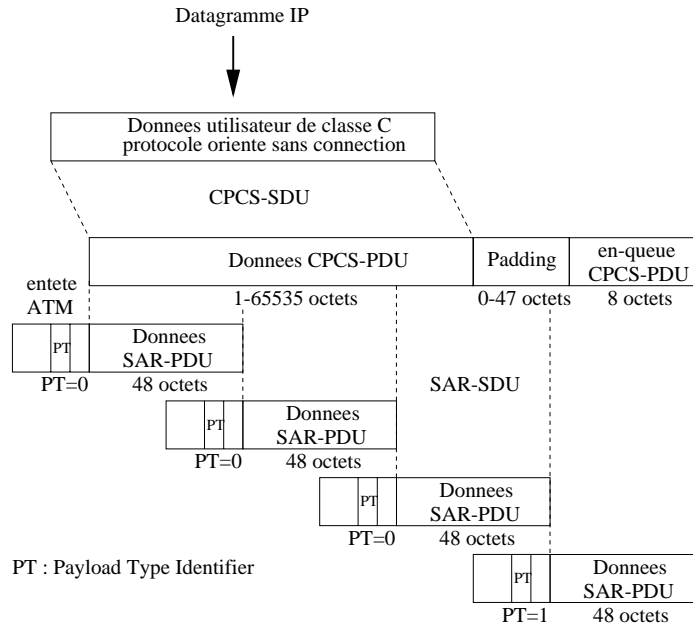 Datagramme IP
Donnees utilisateur de classe C
protocole oriente sans connection
CPCS-SDU
Donnees CPCS-PDU
Padding
en-queue
CPCS-PDU
1-65535 octets
0-47 octets
8 octets
entete
ATM
PT
Donnees
SAR-PDU
PT=0
48 octets
SAR-SDU
PT
Donnees
SAR-PDU
PT=0
48 octets
PT
Donnees
SAR-PDU
PT=0
48 octets
PT : Payload Type Identifier
PT
Donnees
SAR-PDU
PT=1
48 octets